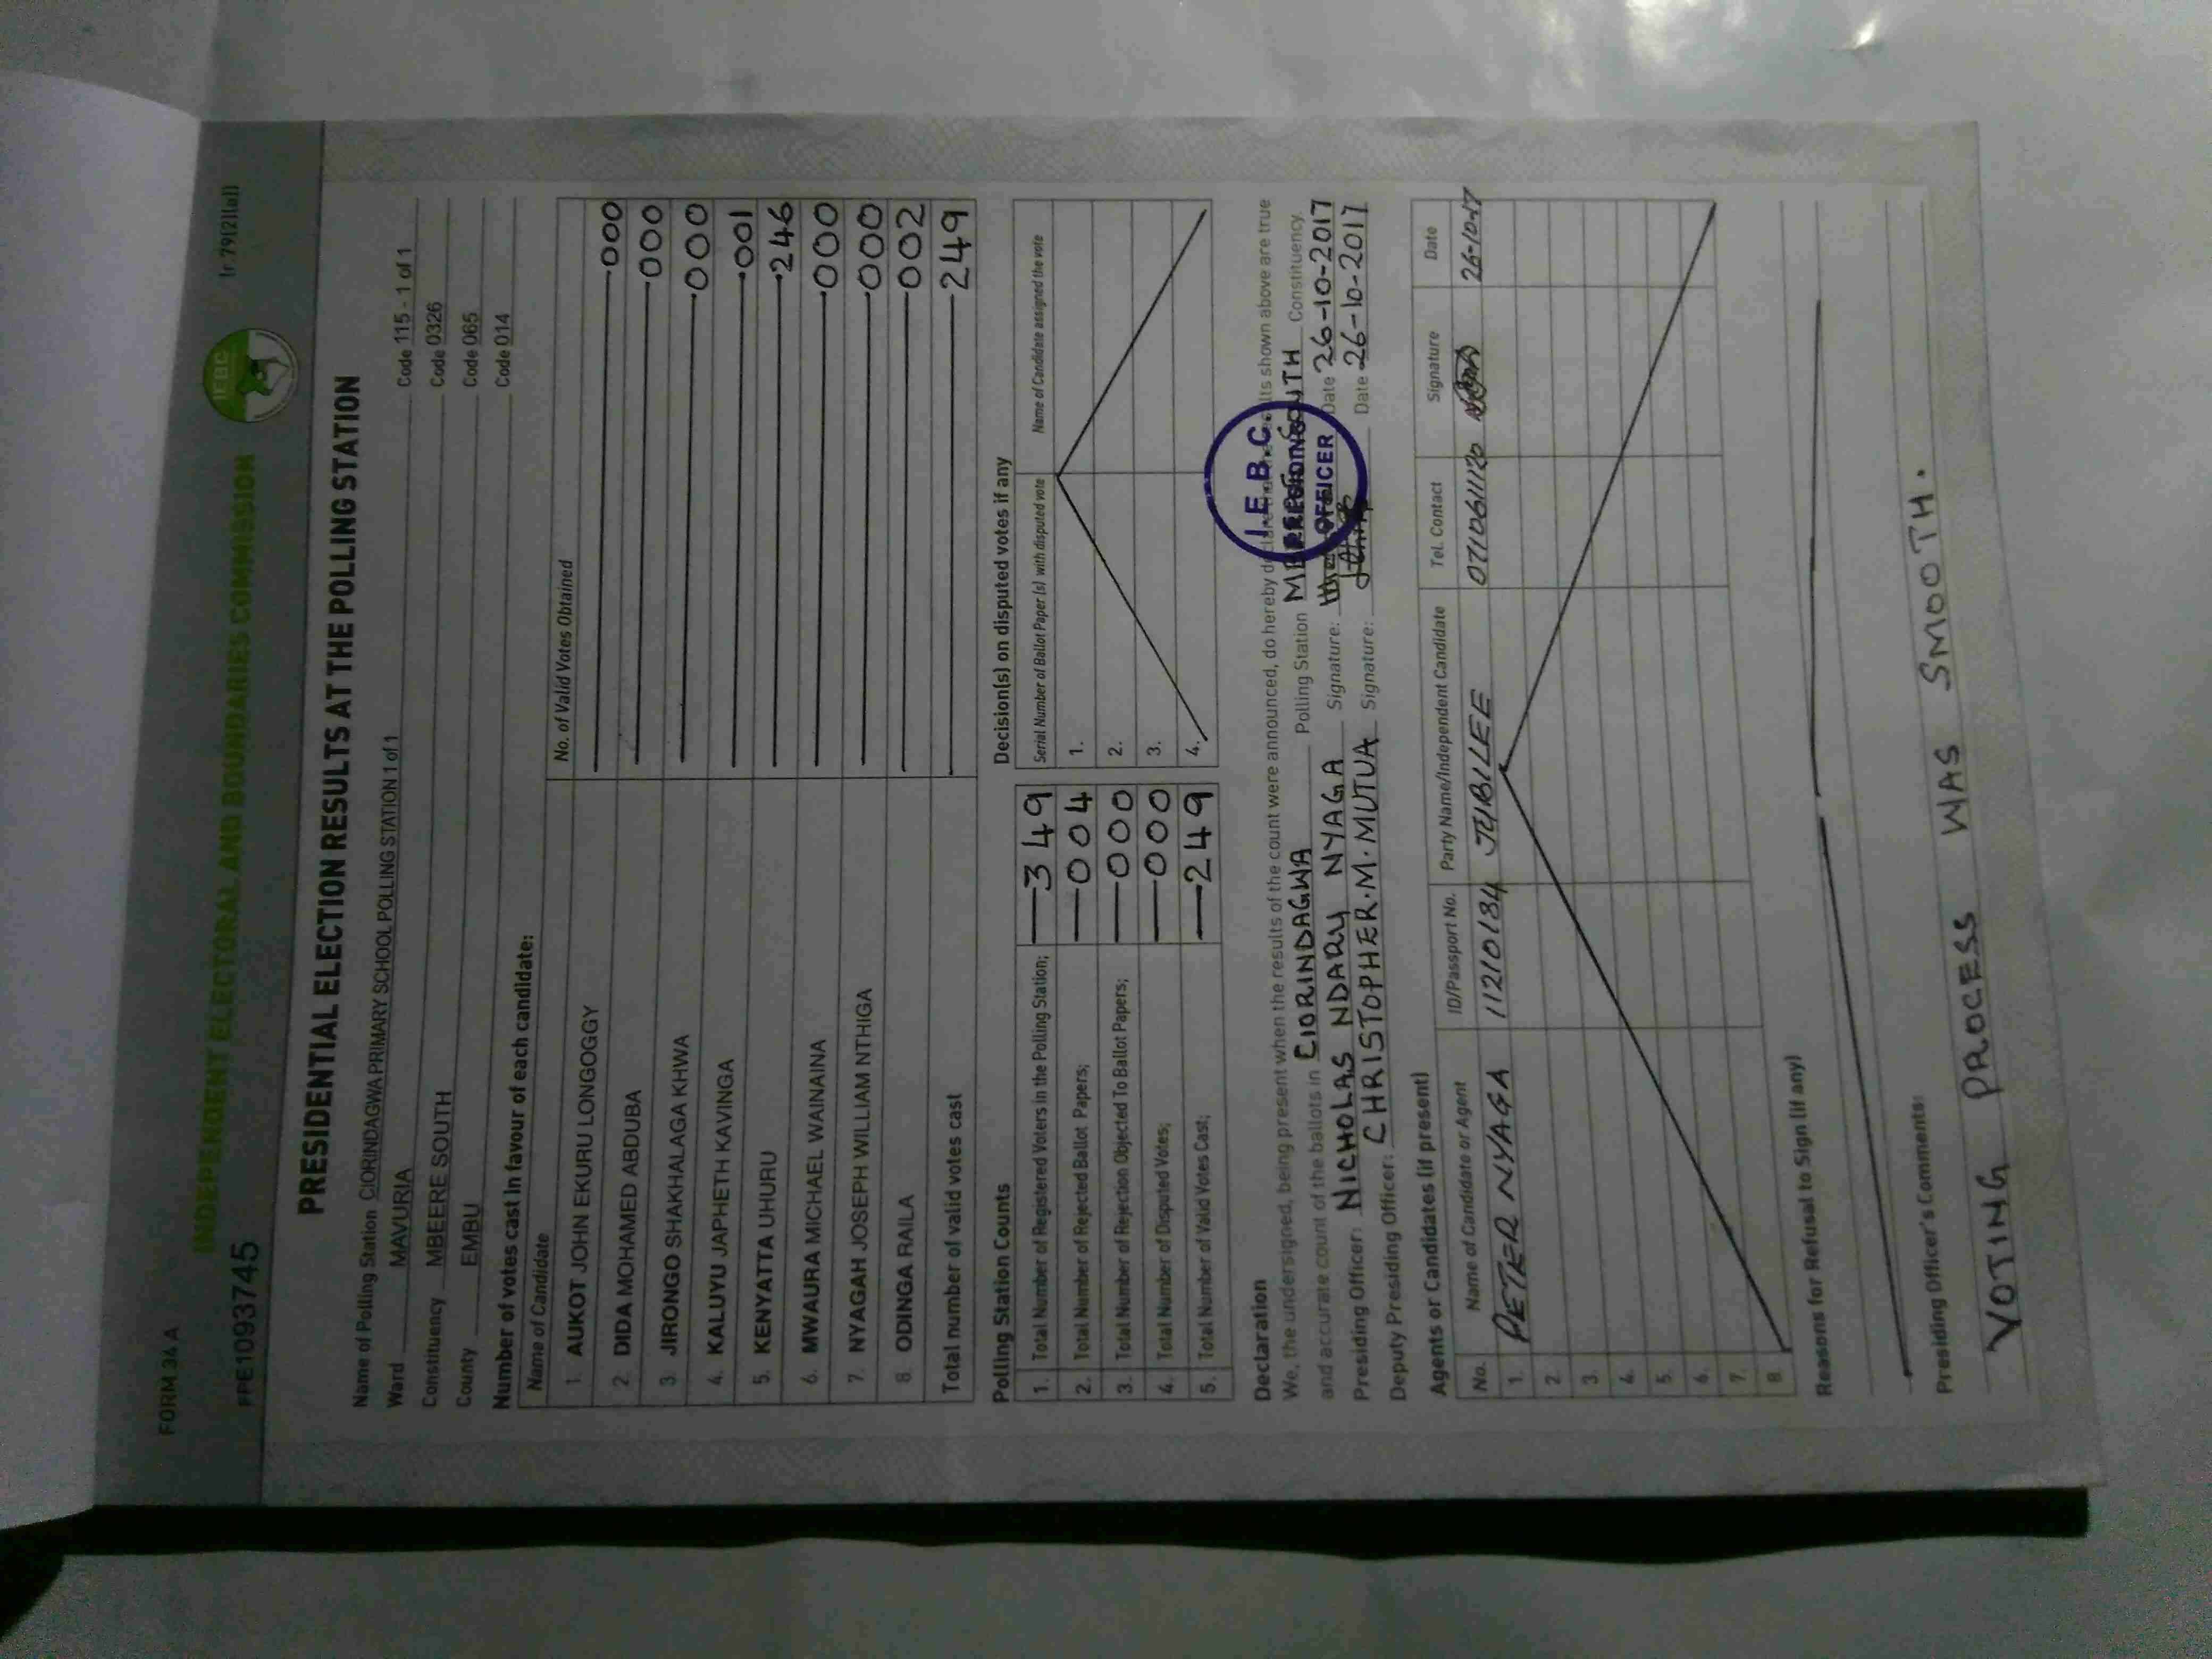 FORM 34 A
(r.79(2)(a))
INDEPENDENT ELECTORAL AND BOUNDARIES COMMISSION
IEBC
PRE1093745
PRESIDENTIAL ELECTION RESULTS AT THE POLLING STATION
Name of Polling Station CIORINDAGWA PRIMARY SCHOOL POLLING STATION 1 of 1 Code 115 - 1 of 1
Ward MAVURIA Code 0326
Constituency MBEERE SOUTH Code 065
County EMBU Code 014
Number of votes cast in favour of each candidate:
Name of Candidate No. of Valid Votes Obtained
1. AUKOT JOHN EKURU LONGOGGY 000
2. DIDA MOHAMED ABDUBA 000
3. JIRONGO SHAKHALAGA KHWA 000
4. KALUYU JAPHETH KAVINGA 001
5. KENYATTA UHURU 246
6. MWAURA MICHAEL WAINAINA 000
7. NYAGAH JOSEPH WILLIAM NTHIGA 000
8. ODINGA RAILA 002
Total number of valid votes cast 249
Polling Station Counts
1. Total Number of Registered Voters in the Polling Station; 349
2. Total Number of Rejected Ballot Papers; 004
3. Total Number of Rejection Objected To Ballot Papers; 000
4. Total Number of Disputed Votes; 000
5. Total Number of Valid Votes Cast; 249
Decision(s) on disputed votes if any
Serial Number of Ballot Paper (s) with disputed vote Name of Candidate assigned the vote
1.
2.
3.
4.
Declaration
We, the undersigned, being present when the results of the count were announced, do hereby declare that the results shown above are true
and accurate count of the ballots in CIORINDAGWA Polling Station MBEERE SOUTH Constituency.
Presiding Officer: NICHOLAS NDARU NYAGA Signature: Date 26-10-2017
Deputy Presiding Officer: CHRISTOPHER.M.MUTUA Signature: Date 26-10-2017
I.E.B.C
PRESIDING
OFFICER
Agents or Candidates (if present)
No. Name of Candidate or Agent ID/Passport No. Party Name/Independent Candidate Tel. Contact Signature Date
1. PETER NYAGA 11210184 JUBILEE 0710611120 26-10-17
2.
3.
4.
5.
6.
7.
8.
Reasons for Refusal to Sign (if any)
Presiding Officer's Comments:
VOTING PROCESS WAS SMOOTH.